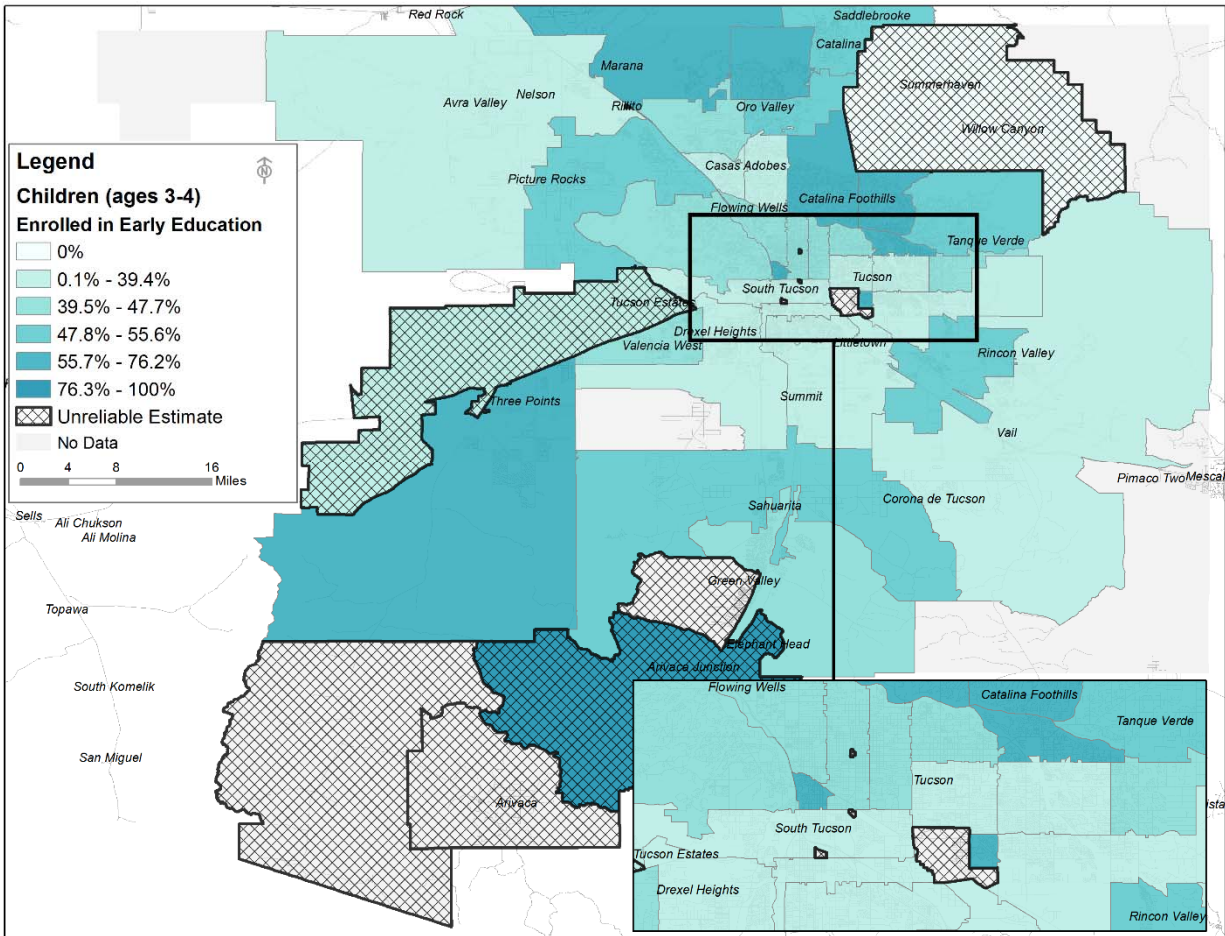 Red Rock
Saddlebrooke
Catalina
Marana
Summerhaven
Nelson
Avra Valley
Rillito
Oro Valley
Willow Canyon
Legend
N
Children (ages 3-4)
Enrolled in Early Education
0%
0.1% - 39.4%
39.5% - 47.7%
47.8% - 55.6%
55.7% - 76.2%
76.3% - 100%
Unreliable Estimate
No Data
0 4 8 16
Miles
Casas Adobes
Picture Rocks
Catalina Foothills
Flowing Wells
Tanque Verde
Tucson
South Tucson
Tucson Estates
Drexel Heights
Valencia West
Littletown
Rincon Valley
Three Points
Summit
Vail
Pimaco Two
Mescal
Corona de Tucson
Sahuarita
Sells
Ali Chukson
Ali Molina
Green Valley
Topawa
Elephant Head
Arivaca Junction
South Komelik
San Miguel
Arivaca
Flowing Wells
Catalina Foothills
Tanque Verde
Tucson
ista
South Tucson
Tucson Estates
Drexel Heights
Rincon Valley